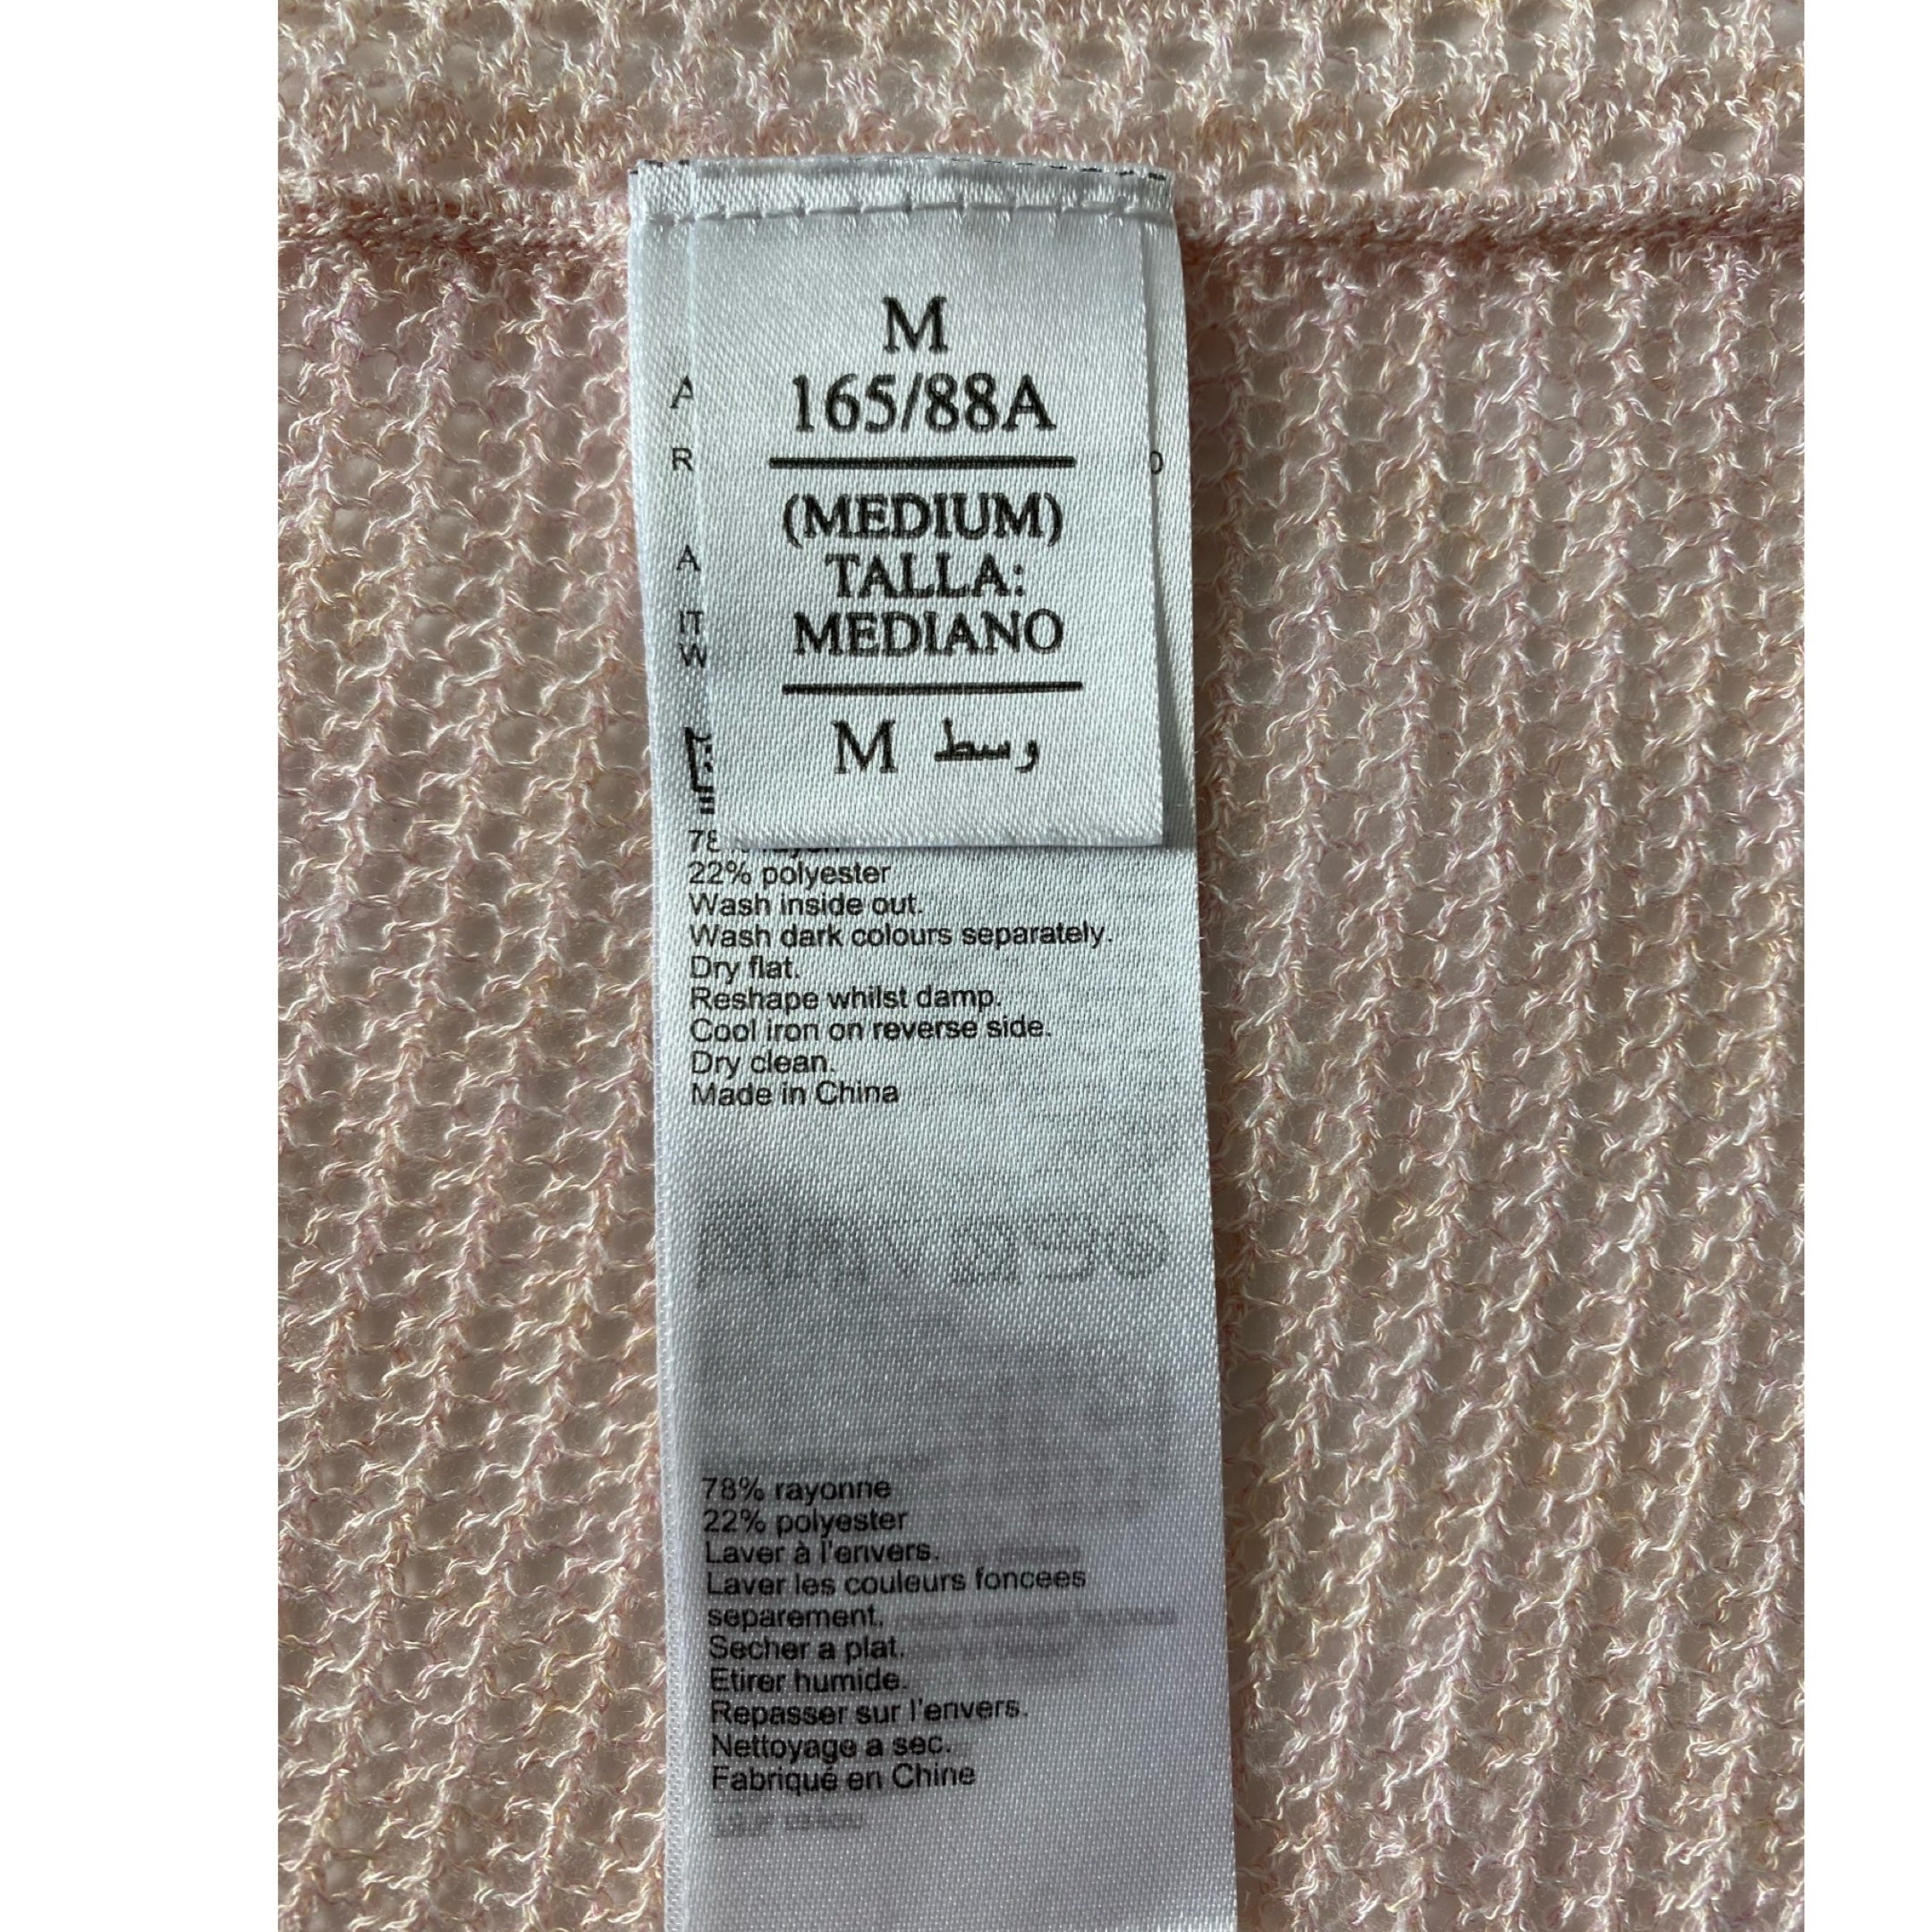 M
165/88A
(MEDIUM)
TALLA:
MEDIANO
M وسط
A
R
O
A
IT
W
22% polyester
Wash inside out.
Wash dark colours separately.
Dry flat.
Reshape whilst damp.
Cool iron on reverse side.
Dry clean.
Made in China
78% rayonne
22% polyester
Laver à l'envers.
Laver les couleurs foncees
separement.
Secher a plat.
Etirer humide.
Repasser sur l'envers.
Nettoyage a sec.
Fabriqué en Chine